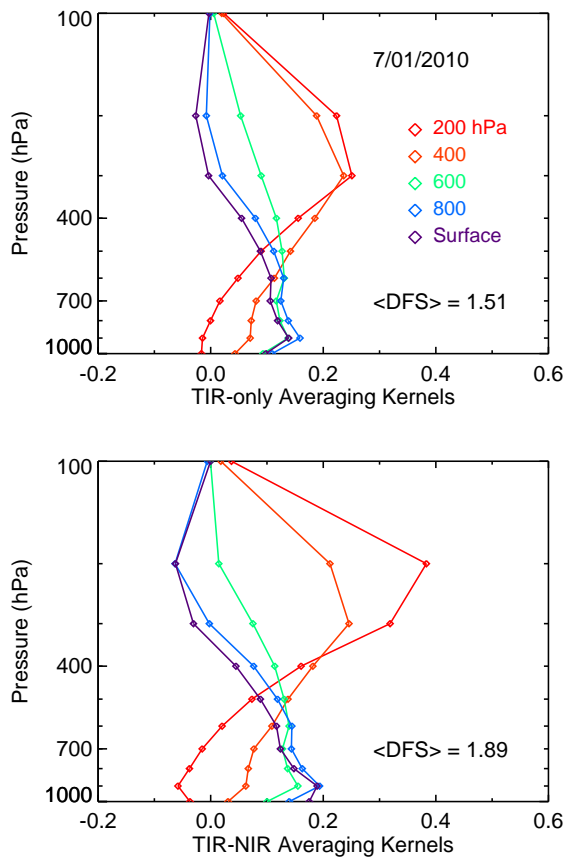 100
7/01/2010
200 hPa
400
600
800
Surface
Pressure (hPa)
400
700
<DFS> = 1.51
1000
-0.2 0.0 0.2 0.4 0.6
TIR-only Averaging Kernels
100
Pressure (hPa)
400
700
<DFS> = 1.89
1000
-0.2 0.0 0.2 0.4 0.6
TIR-NIR Averaging Kernels